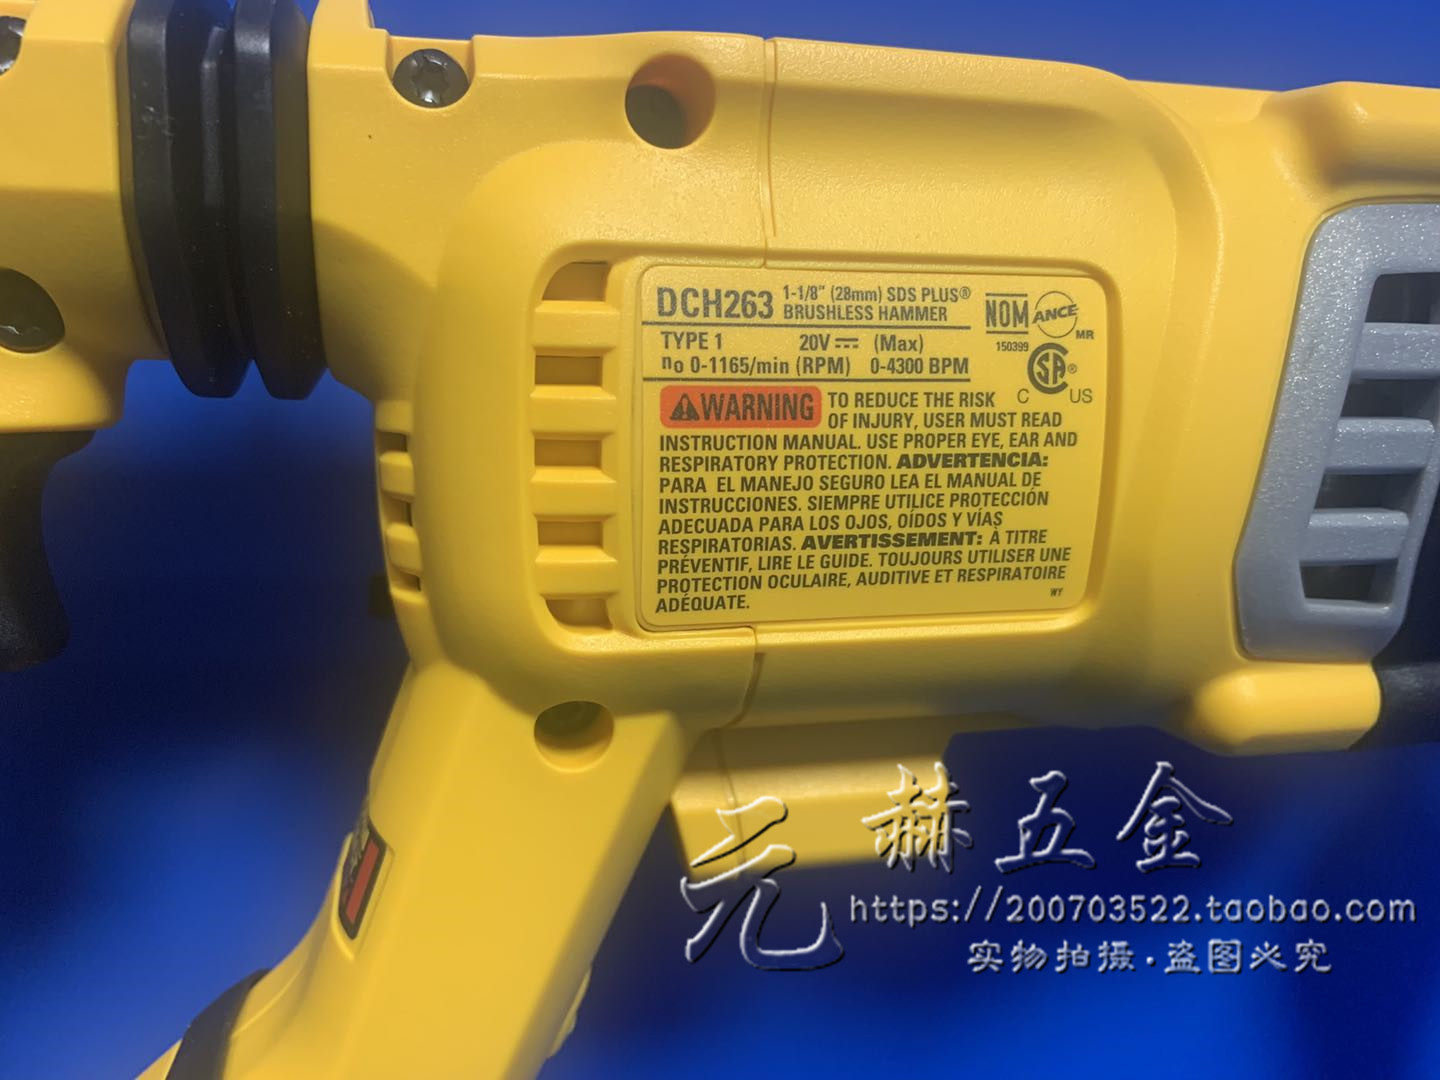 DCH263 1-1/8" (28mm) SDS PLUS®
BRUSHLESS HAMMER
NOM ANCE MR
150399
TYPE 1 20V ⎓ (Max)
no 0-1165/min (RPM) 0-4300 BPM
C SA® US
⚠WARNING TO REDUCE THE RISK
OF INJURY, USER MUST READ
INSTRUCTION MANUAL. USE PROPER EYE, EAR AND
RESPIRATORY PROTECTION. ADVERTENCIA:
PARA EL MANEJO SEGURO LEA EL MANUAL DE
INSTRUCCIONES. SIEMPRE UTILICE PROTECCIÓN
ADECUADA PARA LOS OJOS, OÍDOS Y VÍAS
RESPIRATORIAS. AVERTISSEMENT: À TITRE
PRÉVENTIF, LIRE LE GUIDE. TOUJOURS UTILISER UNE
PROTECTION OCULAIRE, AUDITIVE ET RESPIRATOIRE
ADÉQUATE.
WY
元赫五金
https://200703522.taobao.com
实物拍摄·盗图必究